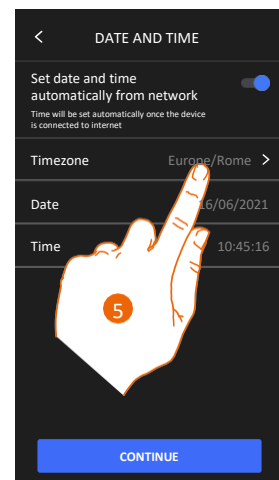 DATE AND TIME
Set date and time
automatically from network
Time will be set automatically once the device
is connected to internet
Timezone Europe/Rome
Date 16/06/2021
Time 10:45:16
5
CONTINUE